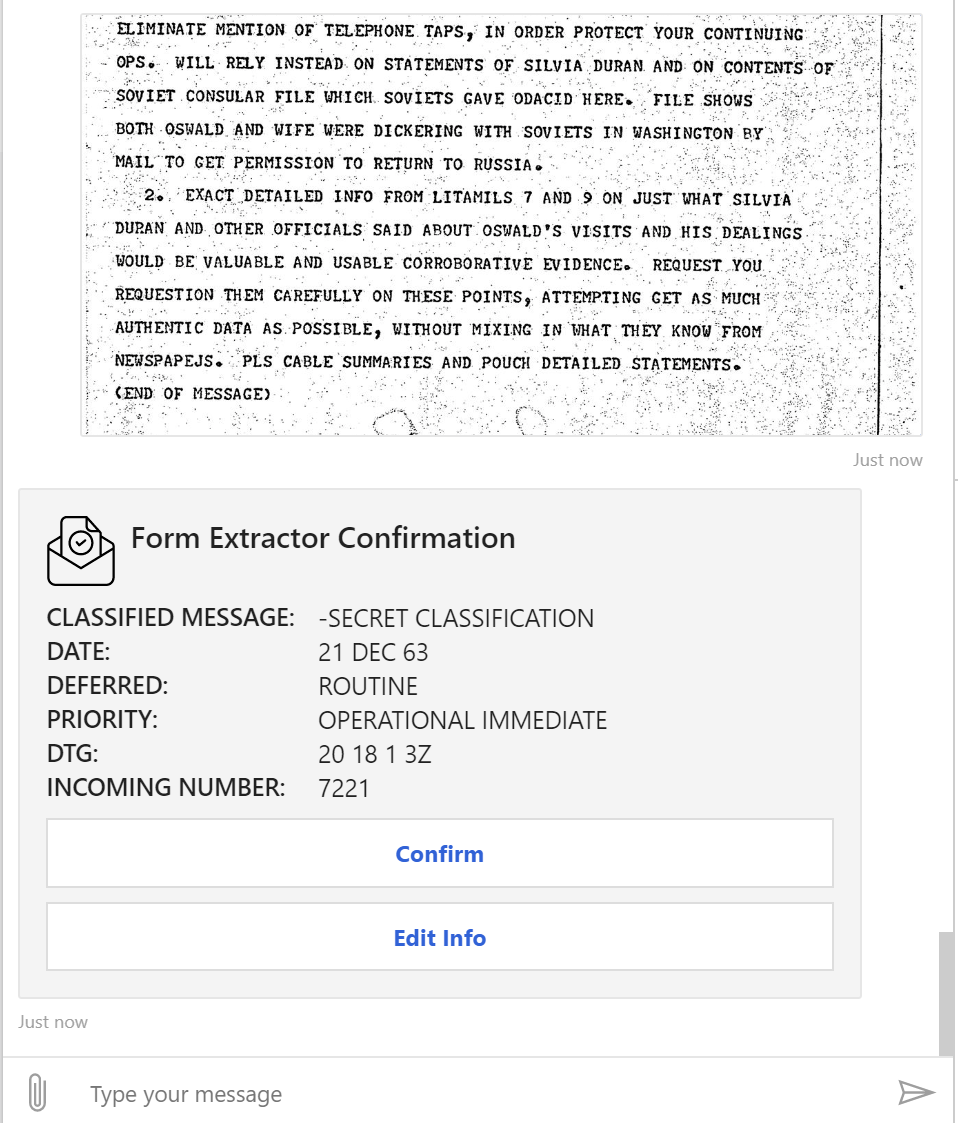 ELIMINATE MENTION OF TELEPHONE TAPS, IN ORDER PROTECT YOUR CONTINUING
OPS. WILL RELY INSTEAD ON STATEMENTS OF SILVIA DURAN AND ON CONTENTS OF
SOVIET CONSULAR FILE WHICH SOVIETS GAVE ODACID HERE. FILE SHOWS
BOTH OSWALD AND WIFE WERE DICKERING WITH SOVIETS IN WASHINGTON BY
MAIL TO GET PERMISSION TO RETURN TO RUSSIA.
2. EXACT DETAILED INFO FROM LITAMILS 7 AND 9 ON JUST WHAT SILVIA
DURAN AND OTHER OFFICIALS SAID ABOUT OSWALD'S VISITS AND HIS DEALINGS
WOULD BE VALUABLE AND USABLE CORROBORATIVE EVIDENCE. REQUEST YOU
REQUESTION THEM CAREFULLY ON THESE POINTS, ATTEMPTING GET AS MUCH
AUTHENTIC DATA AS POSSIBLE, WITHOUT MIXING IN WHAT THEY KNOW FROM
NEWSPAPEJS. PLS CABLE SUMMARIES AND POUCH DETAILED STATEMENTS.
(END OF MESSAGE)
Just now
Form Extractor Confirmation
CLASSIFIED MESSAGE: -SECRET CLASSIFICATION
DATE: 21 DEC 63
DEFERRED: ROUTINE
PRIORITY: OPERATIONAL IMMEDIATE
DTG: 20 18 1 3Z
INCOMING NUMBER: 7221
Confirm
Edit Info
Just now
Type your message